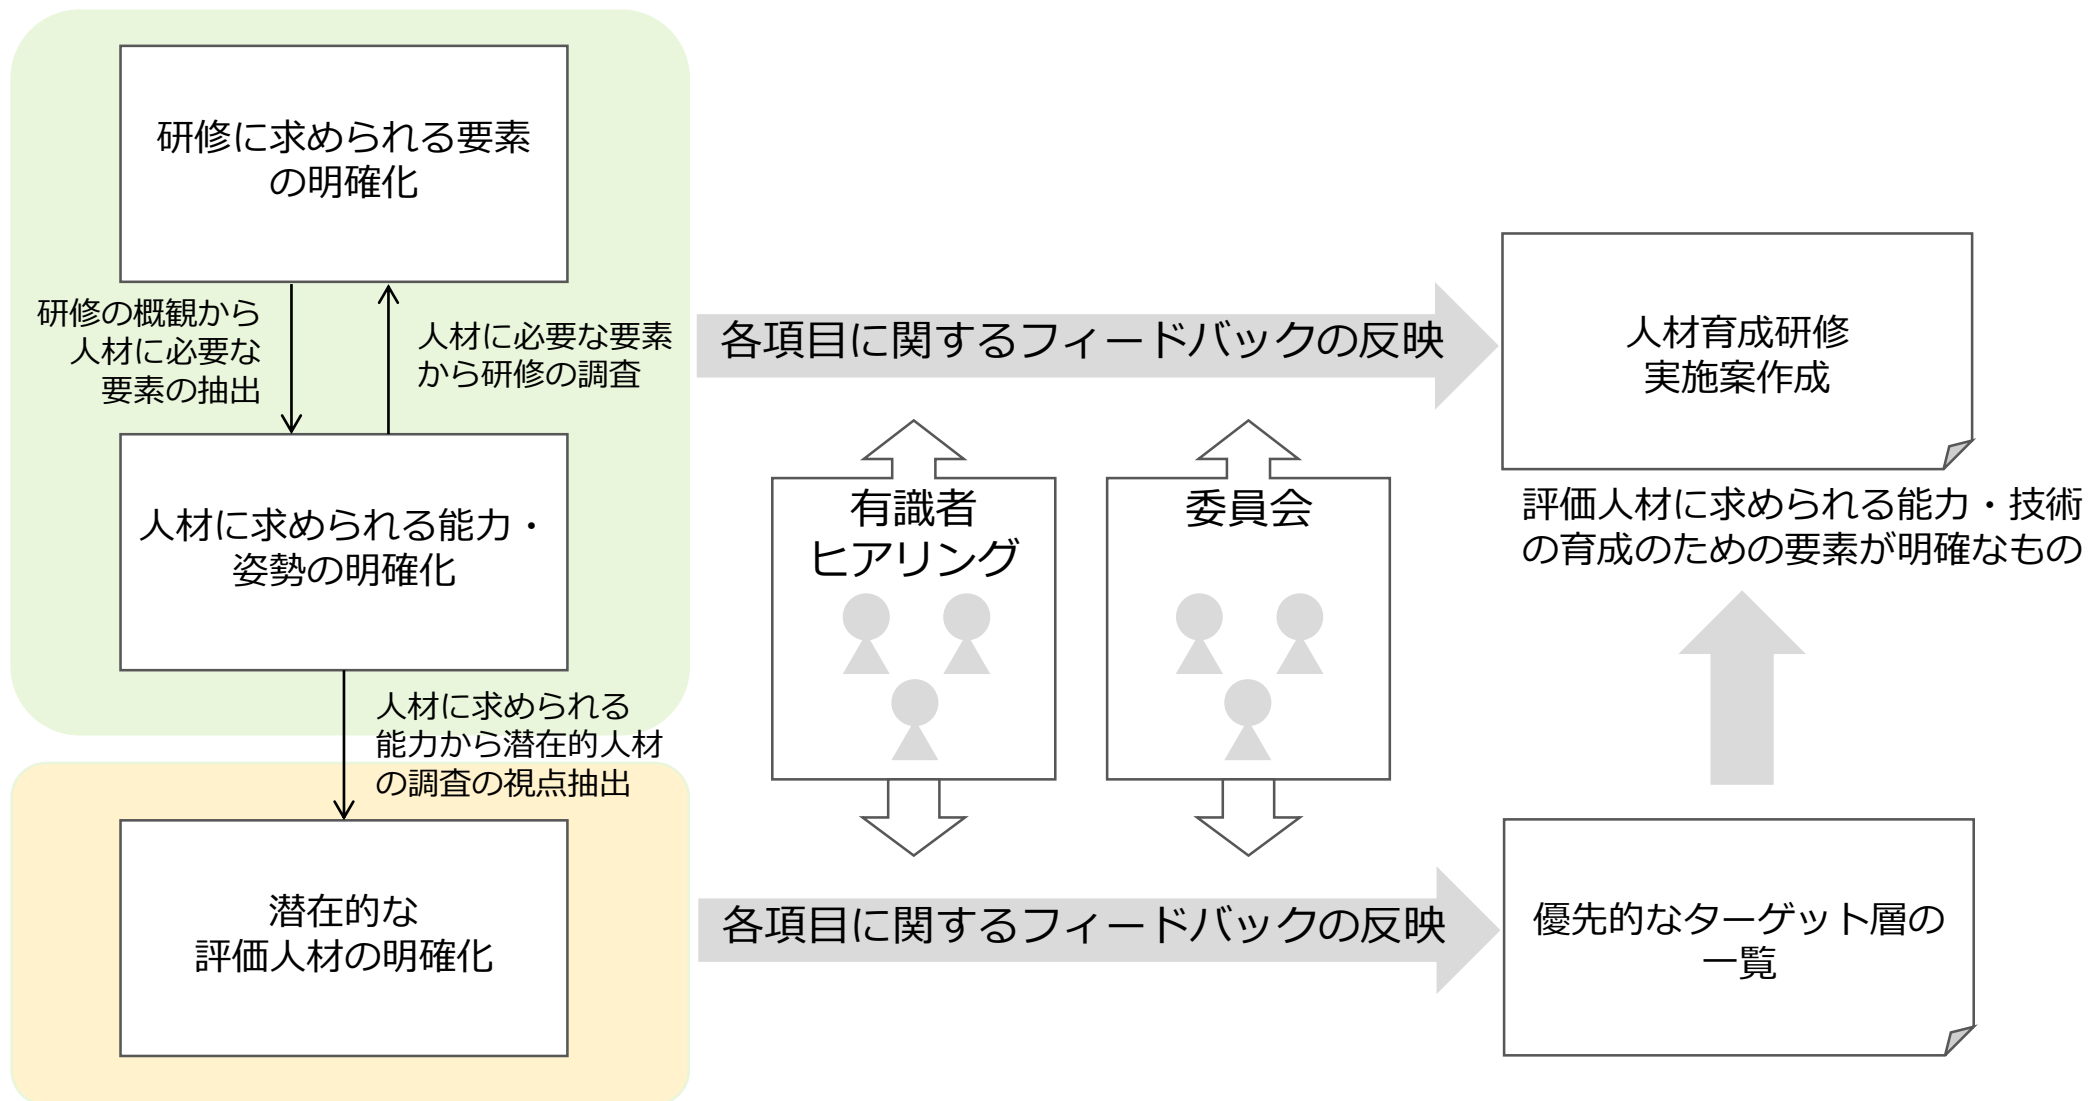 研修に求められる要素
の明確化
研修の概観から
人材に必要な
要素の抽出
人材に必要な要素
から研修の調査
人材に求められる能力・
姿勢の明確化
人材に求められる
能力から潜在的人材
の調査の視点抽出
潜在的な
評価人材の明確化
各項目に関するフィードバックの反映
有識者
ヒアリング
委員会
各項目に関するフィードバックの反映
人材育成研修
実施案作成
評価人材に求められる能力・技術
の育成のための要素が明確なもの
優先的なターゲット層の
一覧